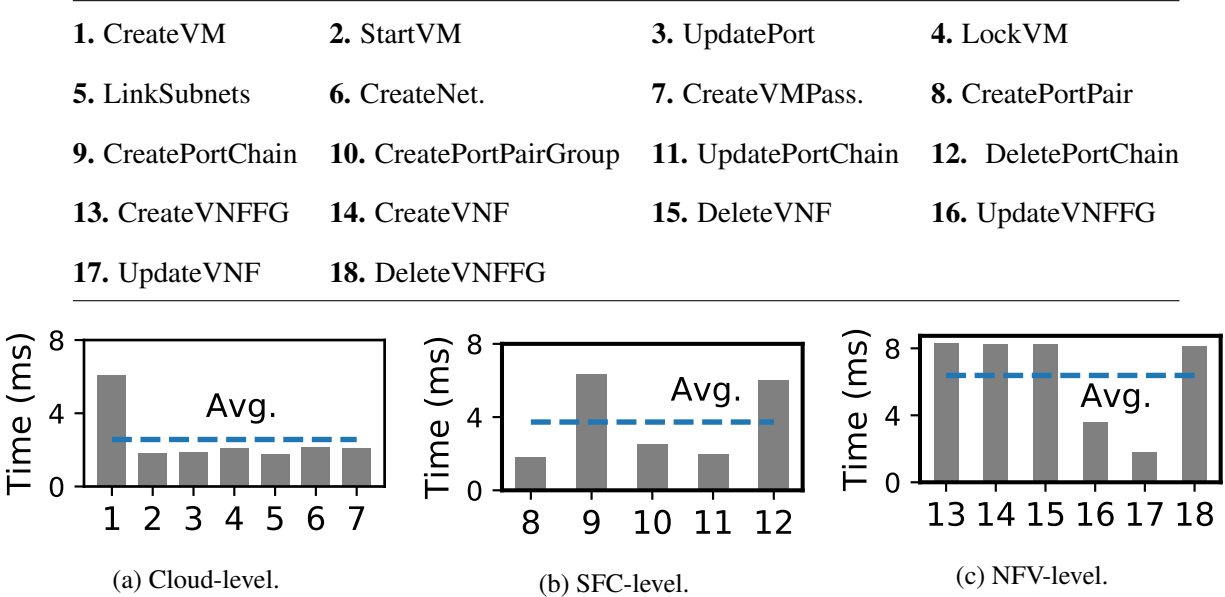 1. CreateVM 2. StartVM 3. UpdatePort 4. LockVM
5. LinkSubnets 6. CreateNet. 7. CreateVMPass. 8. CreatePortPair
9. CreatePortChain 10. CreatePortPairGroup 11. UpdatePortChain 12. DeletePortChain
13. CreateVNFFG 14. CreateVNF 15. DeleteVNF 16. UpdateVNFFG
17. UpdateVNF 18. DeleteVNFFG
Time (ms)
8
4
0
Avg.
1 2 3 4 5 6 7
(a) Cloud-level.
Time (ms)
8
4
0
Avg.
8 9 10 11 12
(b) SFC-level.
Time (ms)
8
4
0
Avg.
13 14 15 16 17 18
(c) NFV-level.